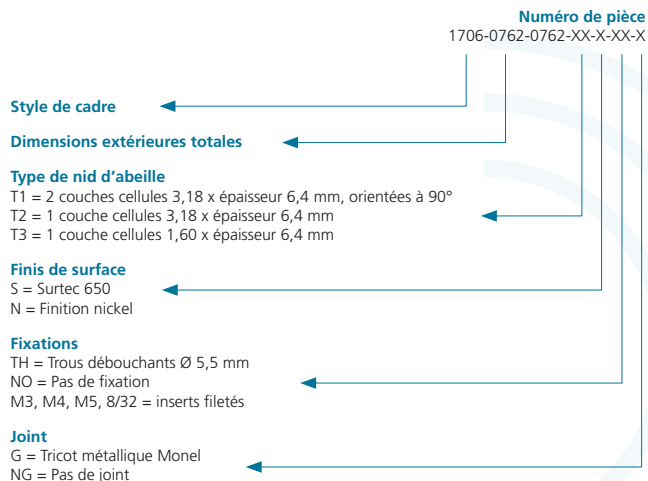 Numéro de pièce
1706-0762-0762-XX-X-XX-X
Style de cadre
Dimensions extérieures totales
Type de nid d'abeille
T1 = 2 couches cellules 3,18 x épaisseur 6,4 mm, orientées à 90°
T2 = 1 couche cellules 3,18 x épaisseur 6,4 mm
T3 = 1 couche cellules 1,60 x épaisseur 6,4 mm
Finis de surface
S = Surtec 650
N = Finition nickel
Fixations
TH = Trous débouchants Ø 5,5 mm
NO = Pas de fixation
M3, M4, M5, 8/32 = inserts filetés
Joint
G = Tricot métallique Monel
NG = Pas de joint